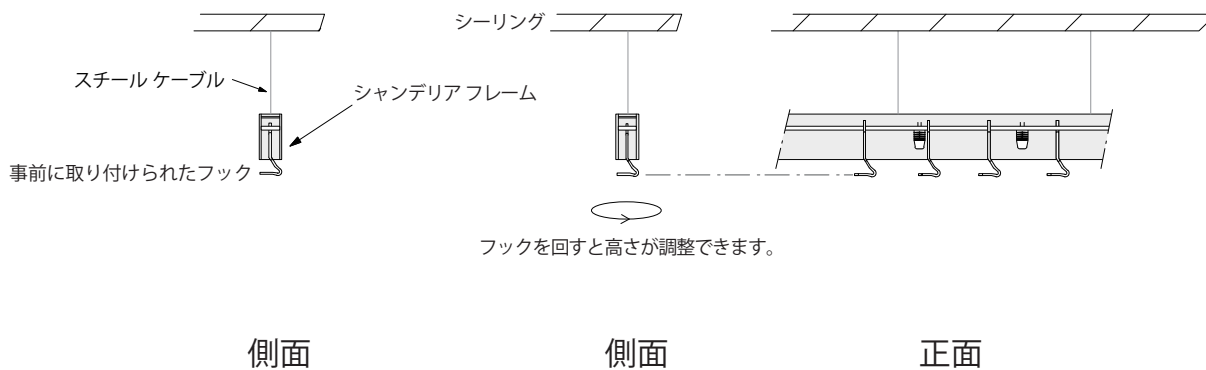 シーリング
スチール ケーブル
シャンデリア フレーム
事前に取り付けられたフック
フックを回すと高さが調整できます。
側面
側面
正面